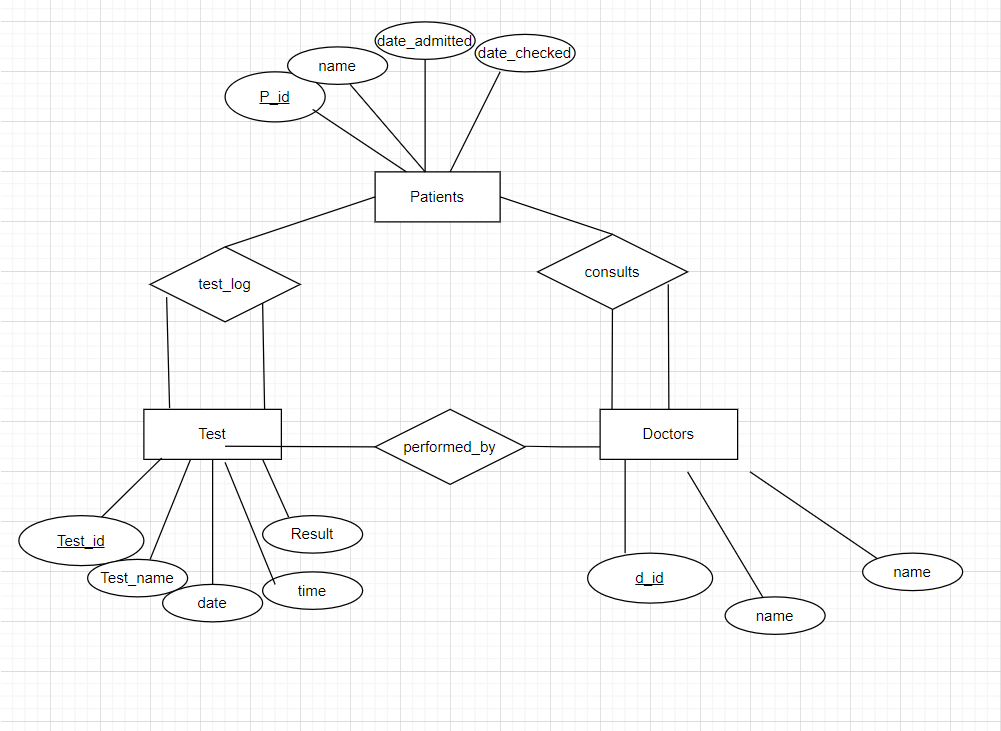 date_admitted
date_checked
name
P_id
Patients
test_log
consults
Test
performed_by
Doctors
Test_id
Result
Test_name
time
date
d_id
name
name